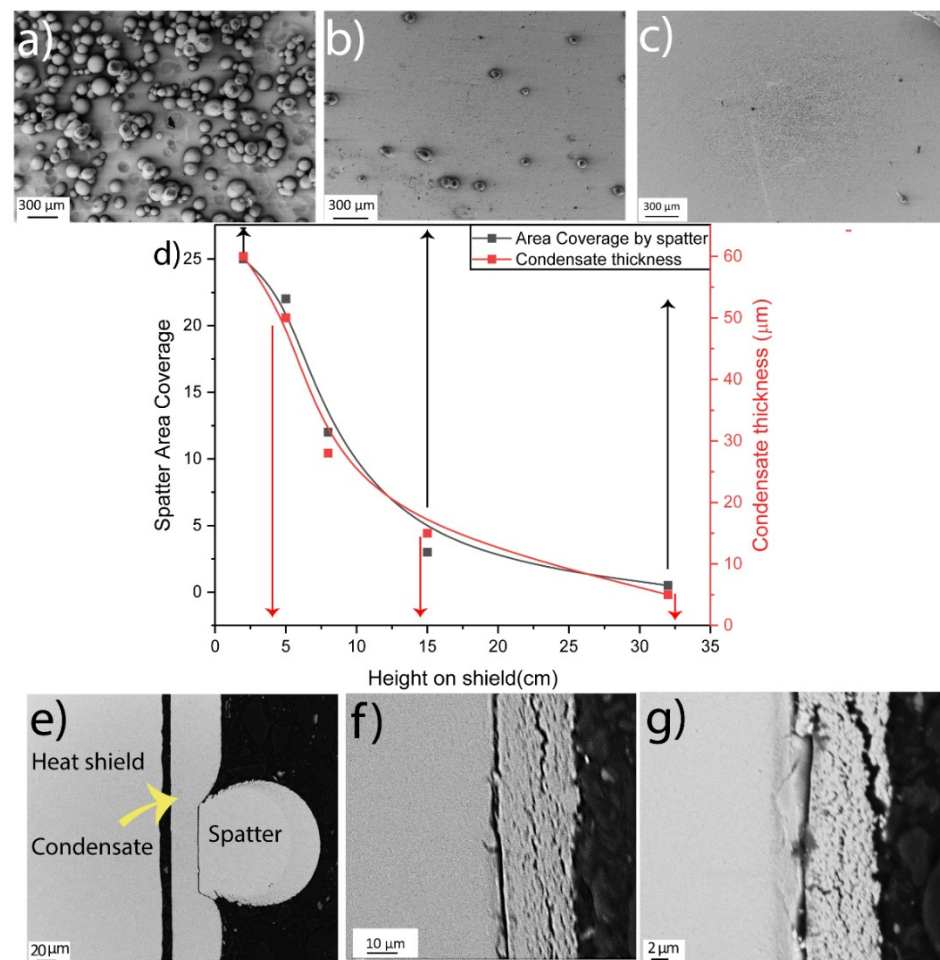 a)
b)
c)
300 µm
300 µm
300 µm
d)
Area Coverage by spatter
Condensate thickness
25
20
15
10
5
0
Spatter Area Coverage
60
50
40
30
20
10
0
Condensate thickness (µm)
0 5 10 15 20 25 30 35
Height on shield(cm)
e)
f)
g)
Heat shield
Condensate
Spatter
20 µm
10 µm
2 µm